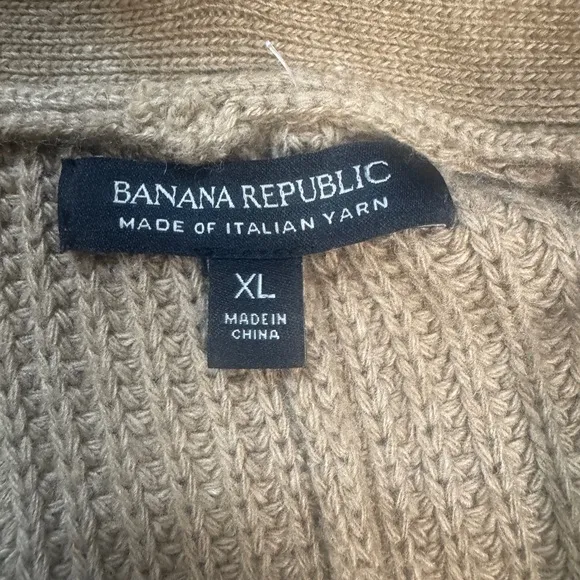 BANANA REPUBLIC
MADE OF ITALIAN YARN
XL
MADE IN
CHINA